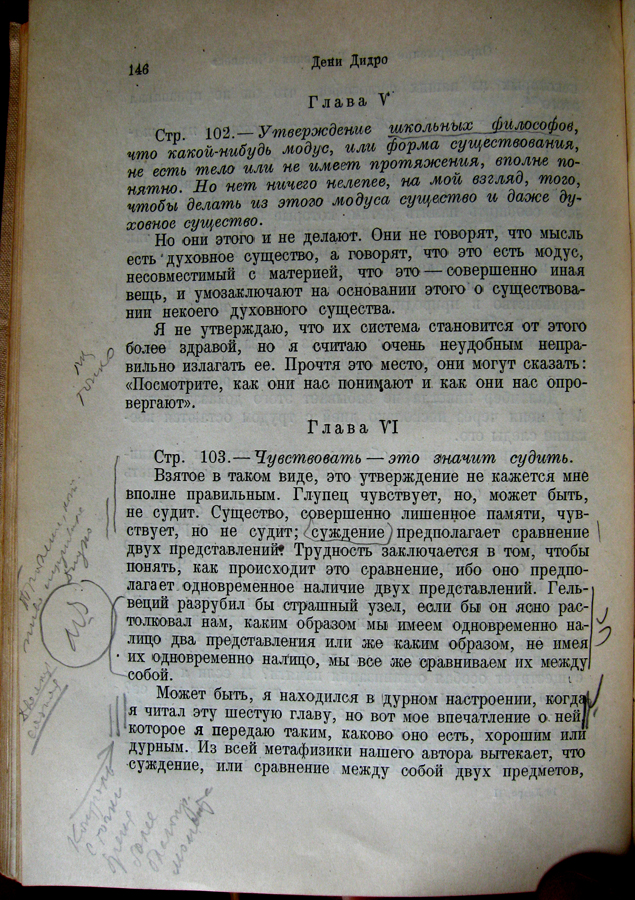 146
Дени Дидро
Глава V
Стр. 102.—Утверждение школьных философов,
что какой-нибудь модус, или форма существования,
не есть тело или не имеет протяжения, вполне по-
нятно. Но нет ничего нелепее, на мой взгляд, того,
чтобы делать из этого модуса существо и даже ду-
ховное существо.
Но они этого и не делают. Они не говорят, что мысль
есть духовное существо, а говорят, что это есть модус,
несовместимый с материей, что это — совершенно иная
вещь, и умозаключают на основании этого о существова-
нии некоего духовного существа.
Я не утверждаю, что их система становится от этого
более здравой, но я считаю очень неудобным непра-
вильно излагать ее. Прочтя это место, они могут сказать:
«Посмотрите, как они нас понимают и как они нас опро-
вергают».
Глава VI
Стр. 103.—Чувствовать — это значит судить.
Взятое в таком виде, это утверждение не кажется мне
вполне правильным. Глупец чувствует, но, может быть,
не судит. Существо, совершенно лишенное памяти, чув-
ствует, но не судит; суждение предполагает сравнение
двух представлений. Трудность заключается в том, чтобы
понять, как происходит это сравнение, ибо оно предпо-
лагает одновременное наличие двух представлений. Гель-
веций разрубил бы страшный узел, если бы он ясно рас-
толковал нам, каким образом мы имеем одновременно на-
лицо два представления или же каким образом, не имея
их одновременно налицо, мы все же сравниваем их между
собой.
Может быть, я находился в дурном настроении, когда
я читал эту шестую главу, но вот мое впечатление о ней
которое я передаю таким, каково оно есть, хорошим или
дурным. Из всей метафизики нашего автора вытекает, что
суждение, или сравнение между собой двух предметов,